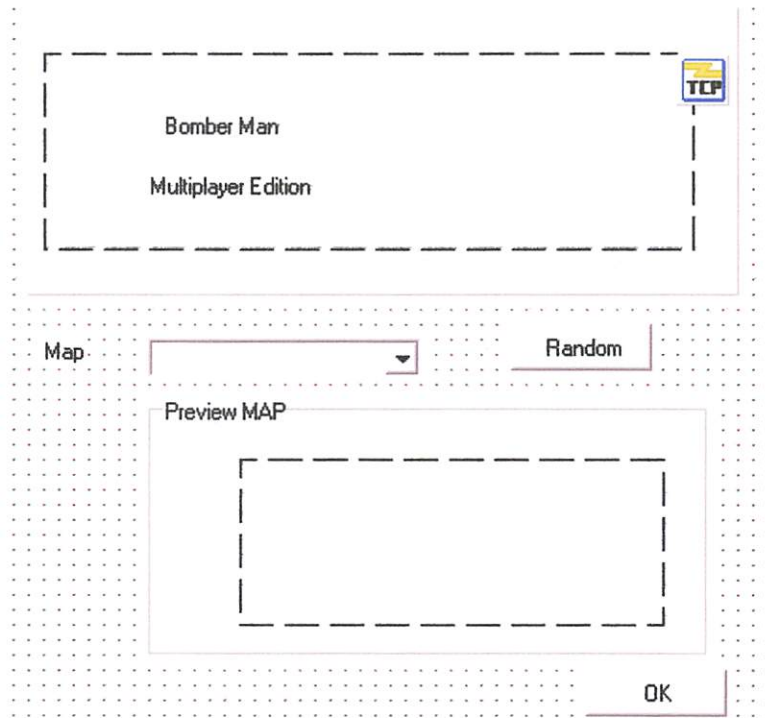 TCP
Bomber Man
Multiplayer Edition
Map
Random
Preview MAP
OK